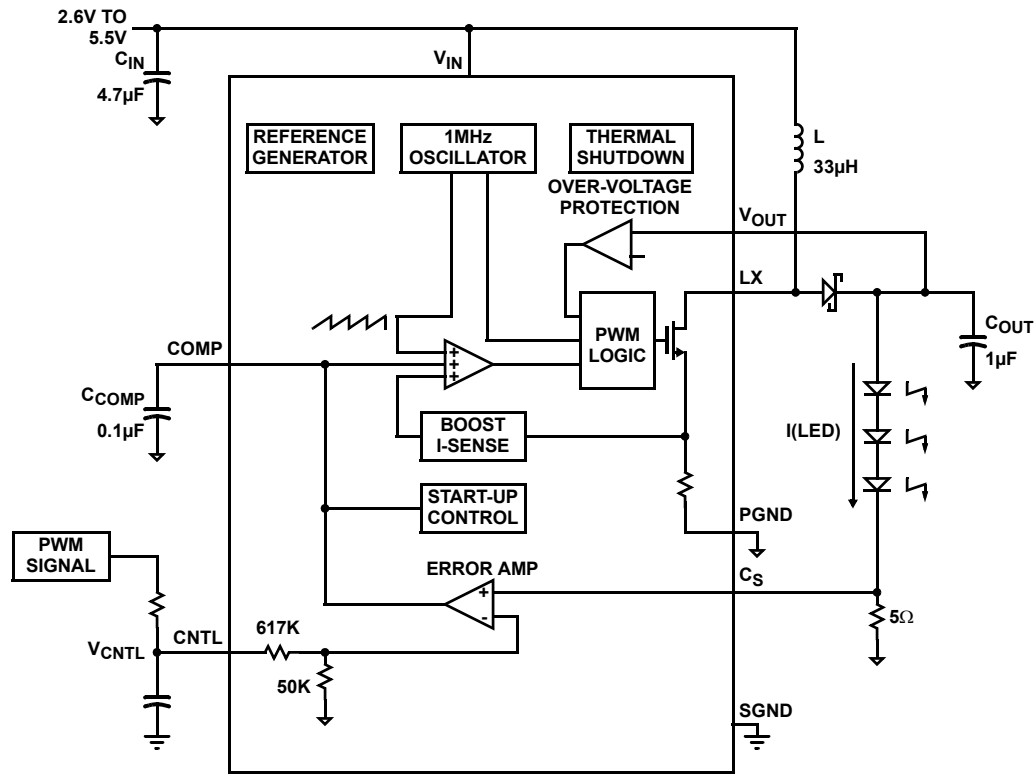 2.6V TO
5.5V
CIN
4.7µF
VIN
REFERENCE
GENERATOR
1MHz
OSCILLATOR
THERMAL
SHUTDOWN
L
33µH
OVER-VOLTAGE
PROTECTION
VOUT
LX
PWM
LOGIC
COUT
1µF
COMP
+
+
+
CCOMP
0.1µF
BOOST
I-SENSE
I(LED)
START-UP
CONTROL
PGND
PWM
SIGNAL
ERROR AMP
CS
+
-
5Ω
CNTL
617K
VCNTL
50K
SGND